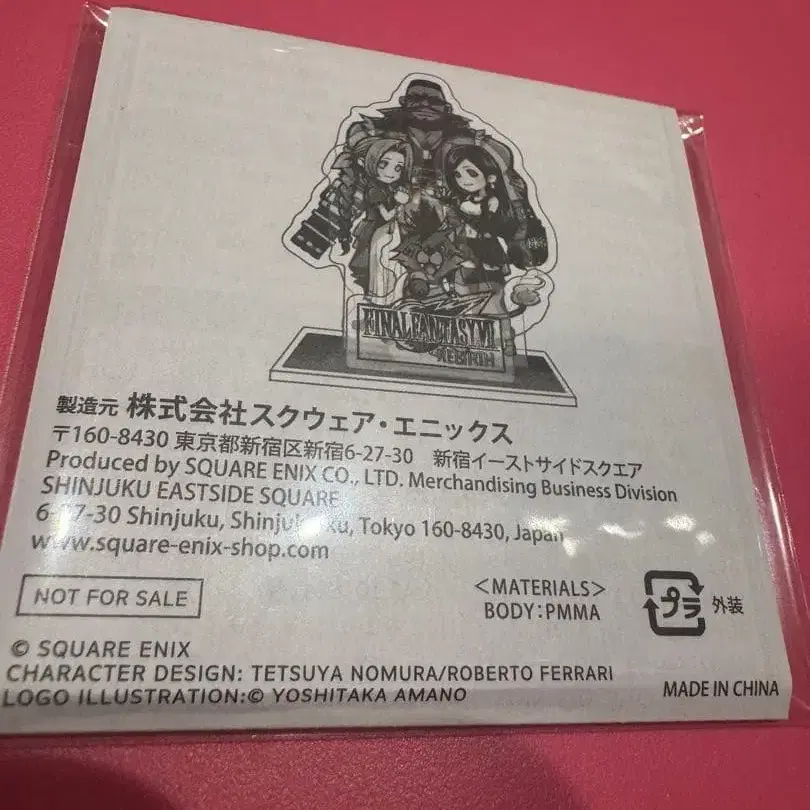 FINAL FANTASY VII
REBIRTH
製造元 株式会社スクウェア・エニックス
〒160-8430 東京都新宿区新宿6-27-30 新宿イーストサイドスクエア
Produced by SQUARE ENIX CO., LTD. Merchandising Business Division
SHINJUKU EASTSIDE SQUARE
6-27-30 Shinjuku, Shinjuku-ku, Tokyo 160-8430, Japan
www.square-enix-shop.com
NOT FOR SALE
<MATERIALS>
BODY:PMMA
プラ 外装
© SQUARE ENIX
CHARACTER DESIGN: TETSUYA NOMURA/ROBERTO FERRARI
LOGO ILLUSTRATION:© YOSHITAKA AMANO
MADE IN CHINA